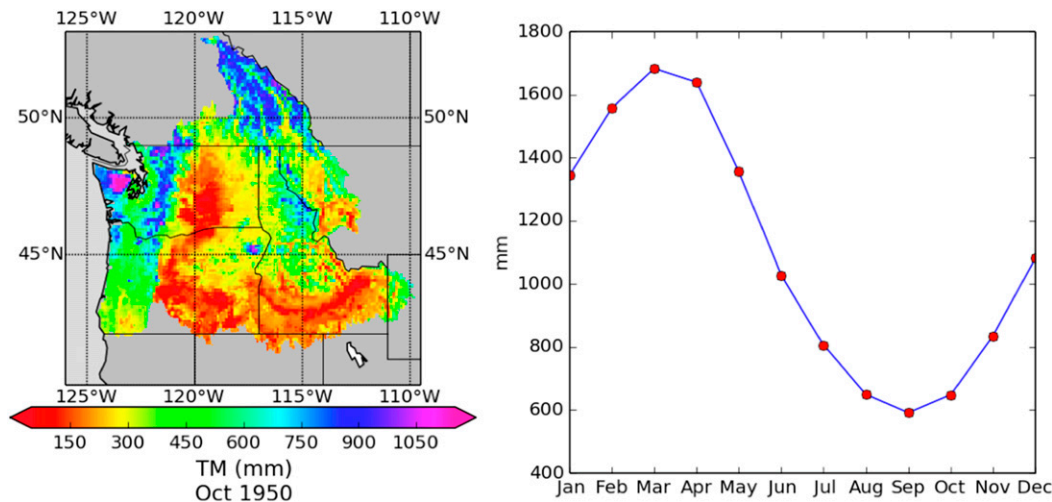 125°W 120°W 115°W 110°W
50°N 50°N
45°N 45°N
125°W 120°W 115°W 110°W
150 300 450 600 750 900 1050
TM (mm)
Oct 1950
1800
1600
1400
1200
1000
800
600
400
mm
Jan Feb Mar Apr May Jun Jul Aug Sep Oct Nov Dec